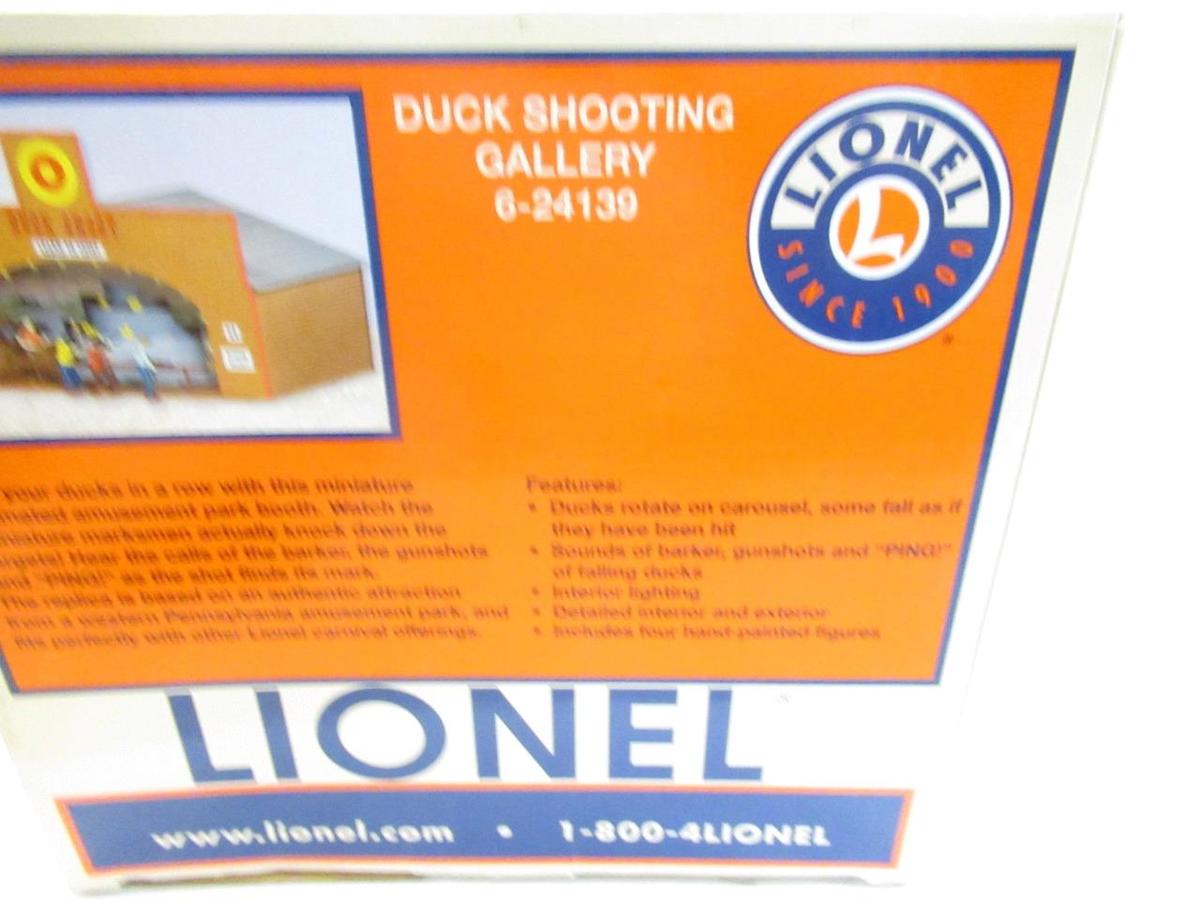 DUCK SHOOTING
GALLERY
6-24139
LIONEL
SINCE 1900
your ducks in a row with this miniature
amusement park booth. Watch the
marksmen actually knock down the
Hear the calls of the barker, the gunshots
and "PING!" as the shot finds its mark.
The replica is based on an authentic attraction
from a western Pennsylvania amusement park, and
fits perfectly with other Lionel carnival offerings.
Features:
• Ducks rotate on carousel, some fall as if
they have been hit
• Sounds of barker, gunshots and "PING!"
of falling ducks
• Interior lighting
• Detailed interior and exterior
• Includes four hand-painted figures
LIONEL®
www.lionel.com • 1-800-4LIONEL